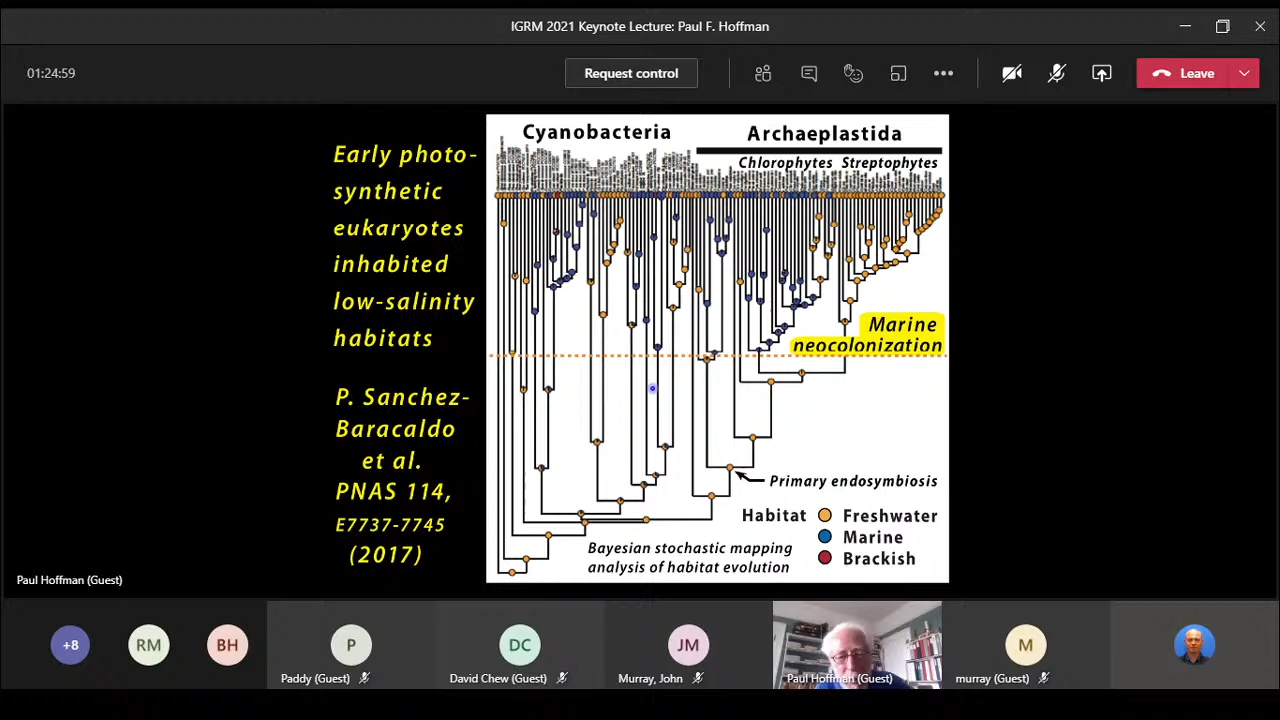 IGRM 2021 Keynote Lecture: Paul F. Hoffman
01:24:59
Request control
Leave
Early photo-
synthetic
eukaryotes
inhabited
low-salinity
habitats
P. Sanchez-
Baracaldo
et al.
PNAS 114,
E7737-7745
(2017)
Cyanobacteria
Archaeplastida
Chlorophytes Streptophytes
Marine
neocolonization
Primary endosymbiosis
Habitat
Freshwater
Marine
Brackish
Bayesian stochastic mapping
analysis of habitat evolution
Paul Hoffman (Guest)
+8
RM
BH
P
Paddy (Guest)
DC
David Chew (Guest)
JM
Murray, John
Paul Hoffman (Guest)
M
murray (Guest)